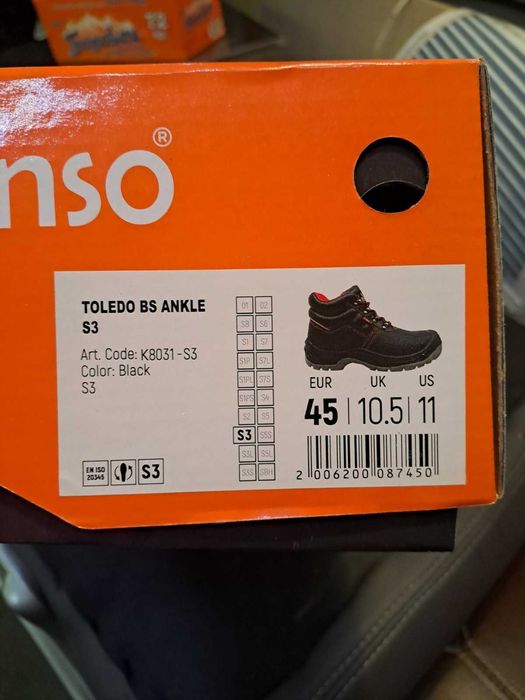 nso®
TOLEDO BS ANKLE
S3
Art. Code: K8031-S3
Color: Black
S3
01 02
SB S6
S1 S7
S1P S7L
S1PL S7S
S1PS S4
S2 S5
S3 S5S
S3L S5L
S3S SBH
EN ISO
20345
S3
EUR UK US
45 | 10.5 | 11
2 006200 087450